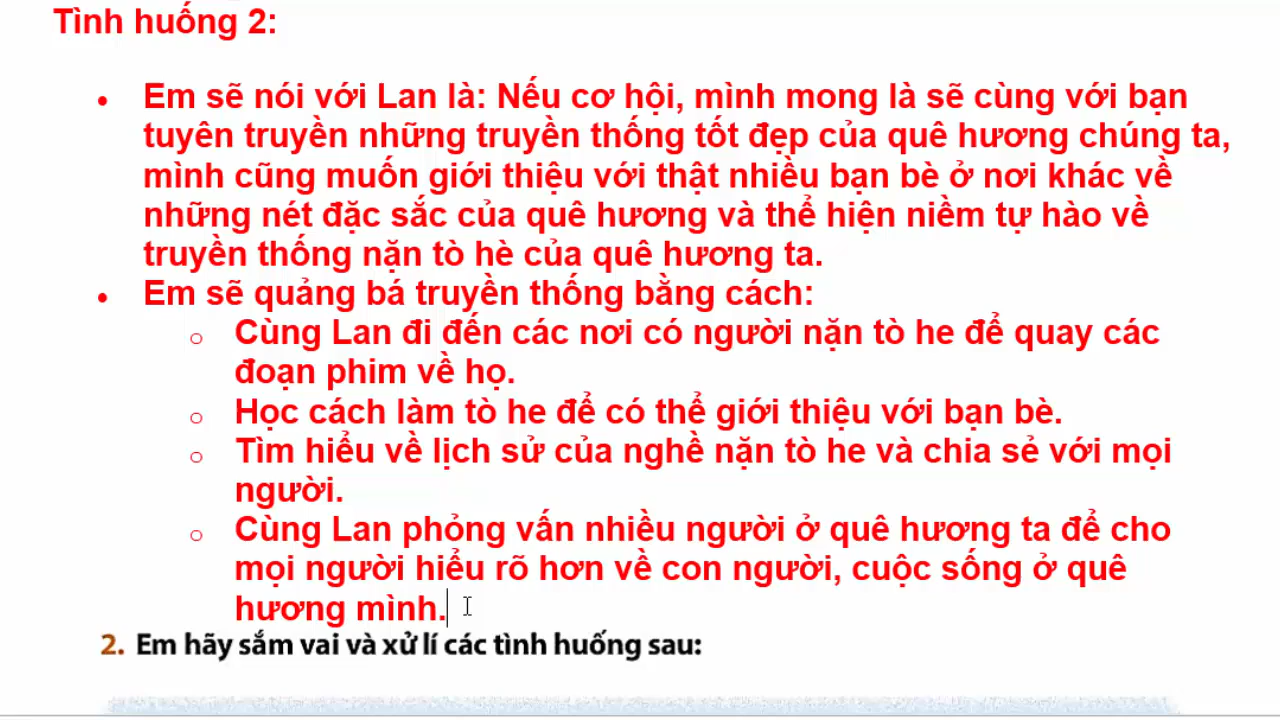 Tình huống 2:
• Em sẽ nói với Lan là: Nếu cơ hội, mình mong là sẽ cùng với bạn
tuyên truyền những truyền thống tốt đẹp của quê hương chúng ta,
mình cũng muốn giới thiệu với thật nhiều bạn bè ở nơi khác về
những nét đặc sắc của quê hương và thể hiện niềm tự hào về
truyền thống nặn tò hè của quê hương ta.
• Em sẽ quảng bá truyền thống bằng cách:
o Cùng Lan đi đến các nơi có người nặn tò he để quay các
đoạn phim về họ.
o Học cách làm tò he để có thể giới thiệu với bạn bè.
o Tìm hiểu về lịch sử của nghề nặn tò he và chia sẻ với mọi
người.
o Cùng Lan phỏng vấn nhiều người ở quê hương ta để cho
mọi người hiểu rõ hơn về con người, cuộc sống ở quê
hương mình.
2. Em hãy sắm vai và xử lí các tình huống sau: